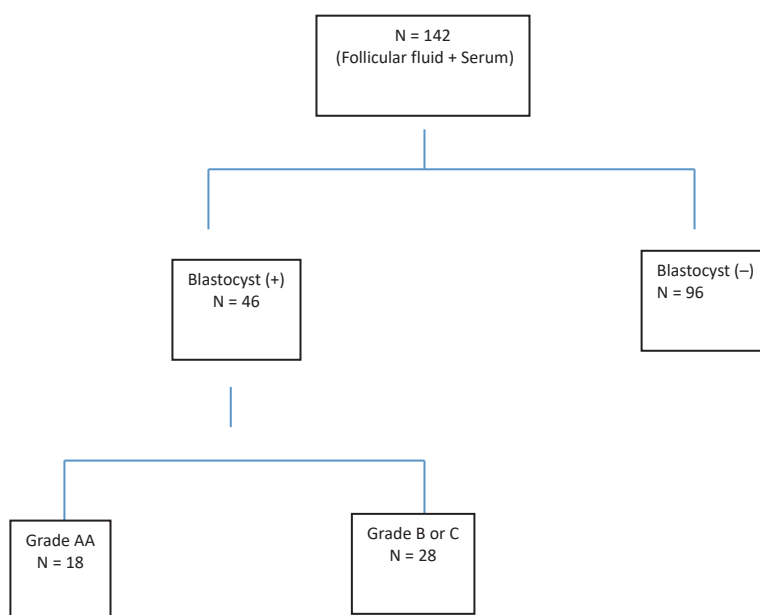 N = 142
(Follicular fluid + Serum)
Blastocyst (+)
N = 46
Blastocyst (–)
N = 96
Grade AA
N = 18
Grade B or C
N = 28